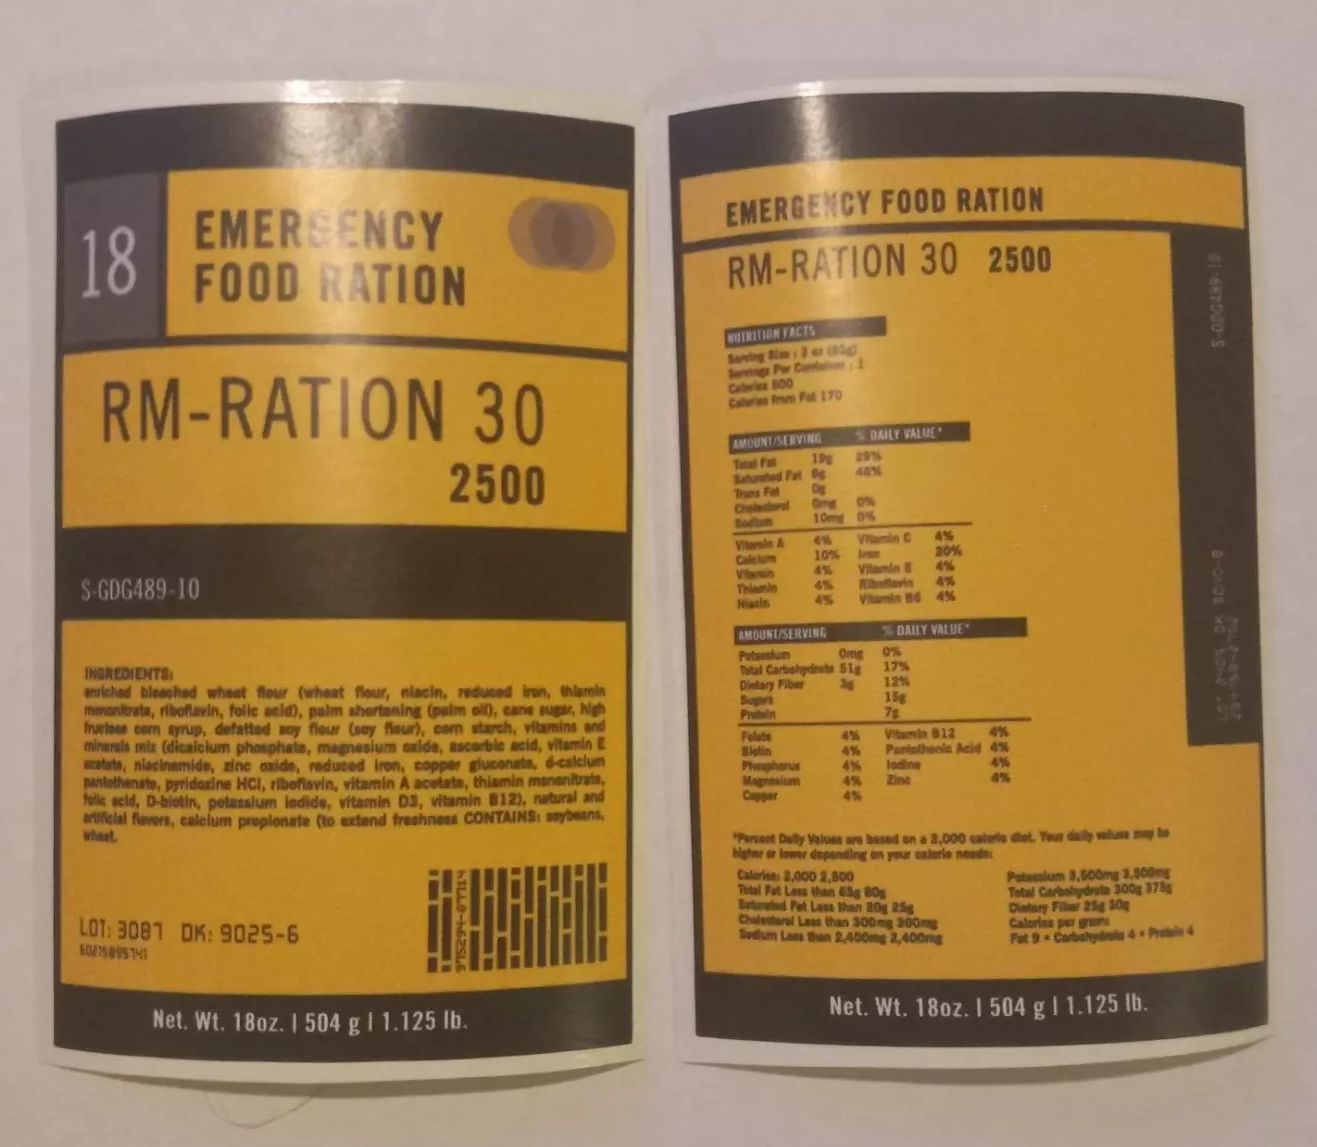 18
EMERGENCY
FOOD RATION
RM-RATION 30
2500
S-GDG489-10
INGREDIENTS:
enriched bleached wheat flour (wheat flour, niacin, reduced iron, thiamin
mononitrate, riboflavin, folic acid), palm shortening (palm oil), cane sugar, high
fructose corn syrup, defatted soy flour (soy flour), corn starch, vitamins and
minerals mix (dicalcium phosphate, magnesium oxide, ascorbic acid, vitamin E
acetate, niacinamide, zinc oxide, reduced iron, copper gluconate, d-calcium
pantothenate, pyridoxine HCl, riboflavin, vitamin A acetate, thiamin mononitrate,
folic acid, D-biotin, potassium iodide, vitamin D3, vitamin B12), natural and
artificial flavors, calcium propionate (to extend freshness CONTAINS: soybeans,
wheat.
LOT: 3087 DK: 9025-6
Net. Wt. 18oz. | 504 g | 1.125 lb.
EMERGENCY FOOD RATION
RM-RATION 30 2500
S-GDG489-10
NUTRITION FACTS
Serving Size : 3 oz (85g)
Servings Per Container : 1
Calories 500
Calories from Fat 170
AMOUNT/SERVING % DAILY VALUE*
Total Fat 19g 29%
Saturated Fat 9g 48%
Trans Fat 0g
Cholesterol 0mg 0%
Sodium 10mg 0%
Vitamin A 4% Vitamin C 4%
Calcium 10% Iron 20%
Vitamin 4% Vitamin E 4%
Thiamin 4% Riboflavin 4%
Niacin 4% Vitamin B6 4%
AMOUNT/SERVING % DAILY VALUE*
Potassium 0mg 0%
Total Carbohydrate 51g 17%
Dietary Fiber 3g 12%
Sugars 15g
Protein 7g
Folate 4% Vitamin B12 4%
Biotin 4% Pantothenic Acid 4%
Phosphorus 4% Iodine 4%
Magnesium 4% Zinc 4%
Copper 4%
*Percent Daily Values are based on a 2,000 calorie diet. Your daily values may be
higher or lower depending on your calorie needs:
Calories: 2,000 2,500
Total Fat Less than 65g 80g
Saturated Fat Less than 20g 25g
Cholesterol Less than 300mg 300mg
Sodium Less than 2,400mg 2,400mg
Potassium 3,500mg 3,500mg
Total Carbohydrate 300g 375g
Dietary Fiber 25g 30g
Calories per gram:
Fat 9 • Carbohydrate 4 • Protein 4
Net. Wt. 18oz. | 504 g | 1.125 lb.